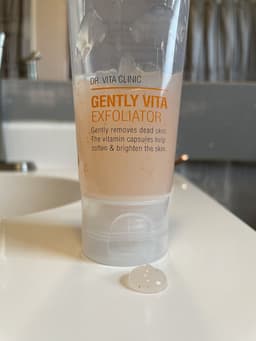 DR. VITA CLINIC
GENTLY VITA
EXFOLIATOR
Gently removes dead skin.
The vitamin capsules help
soften & brighten the skin.